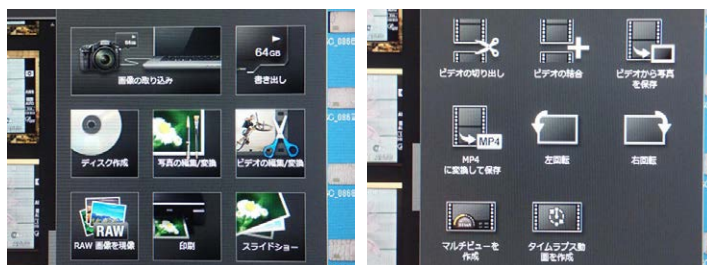 64GB
画像の取り込み
書き出し
ディスク作成
写真の編集/変換
ビデオの編集/変換
RAW
RAW 画像を現像
印刷
スライドショー
ビデオの切り出し
ビデオの結合
ビデオから写真
を保存
MP4
MP4
に変換して保存
左回転
右回転
マルチビューを
作成
タイムラプス動
画を作成